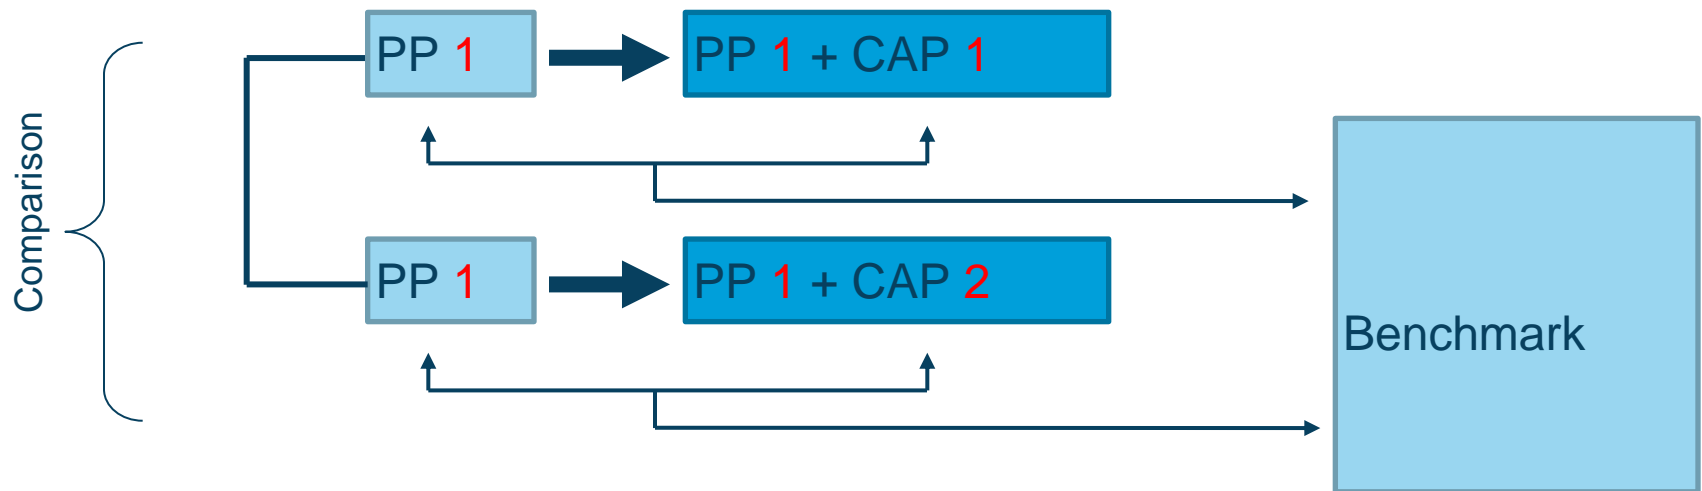 Comparison
PP 1
PP 1 + CAP 1
PP 1
PP 1 + CAP 2
Benchmark